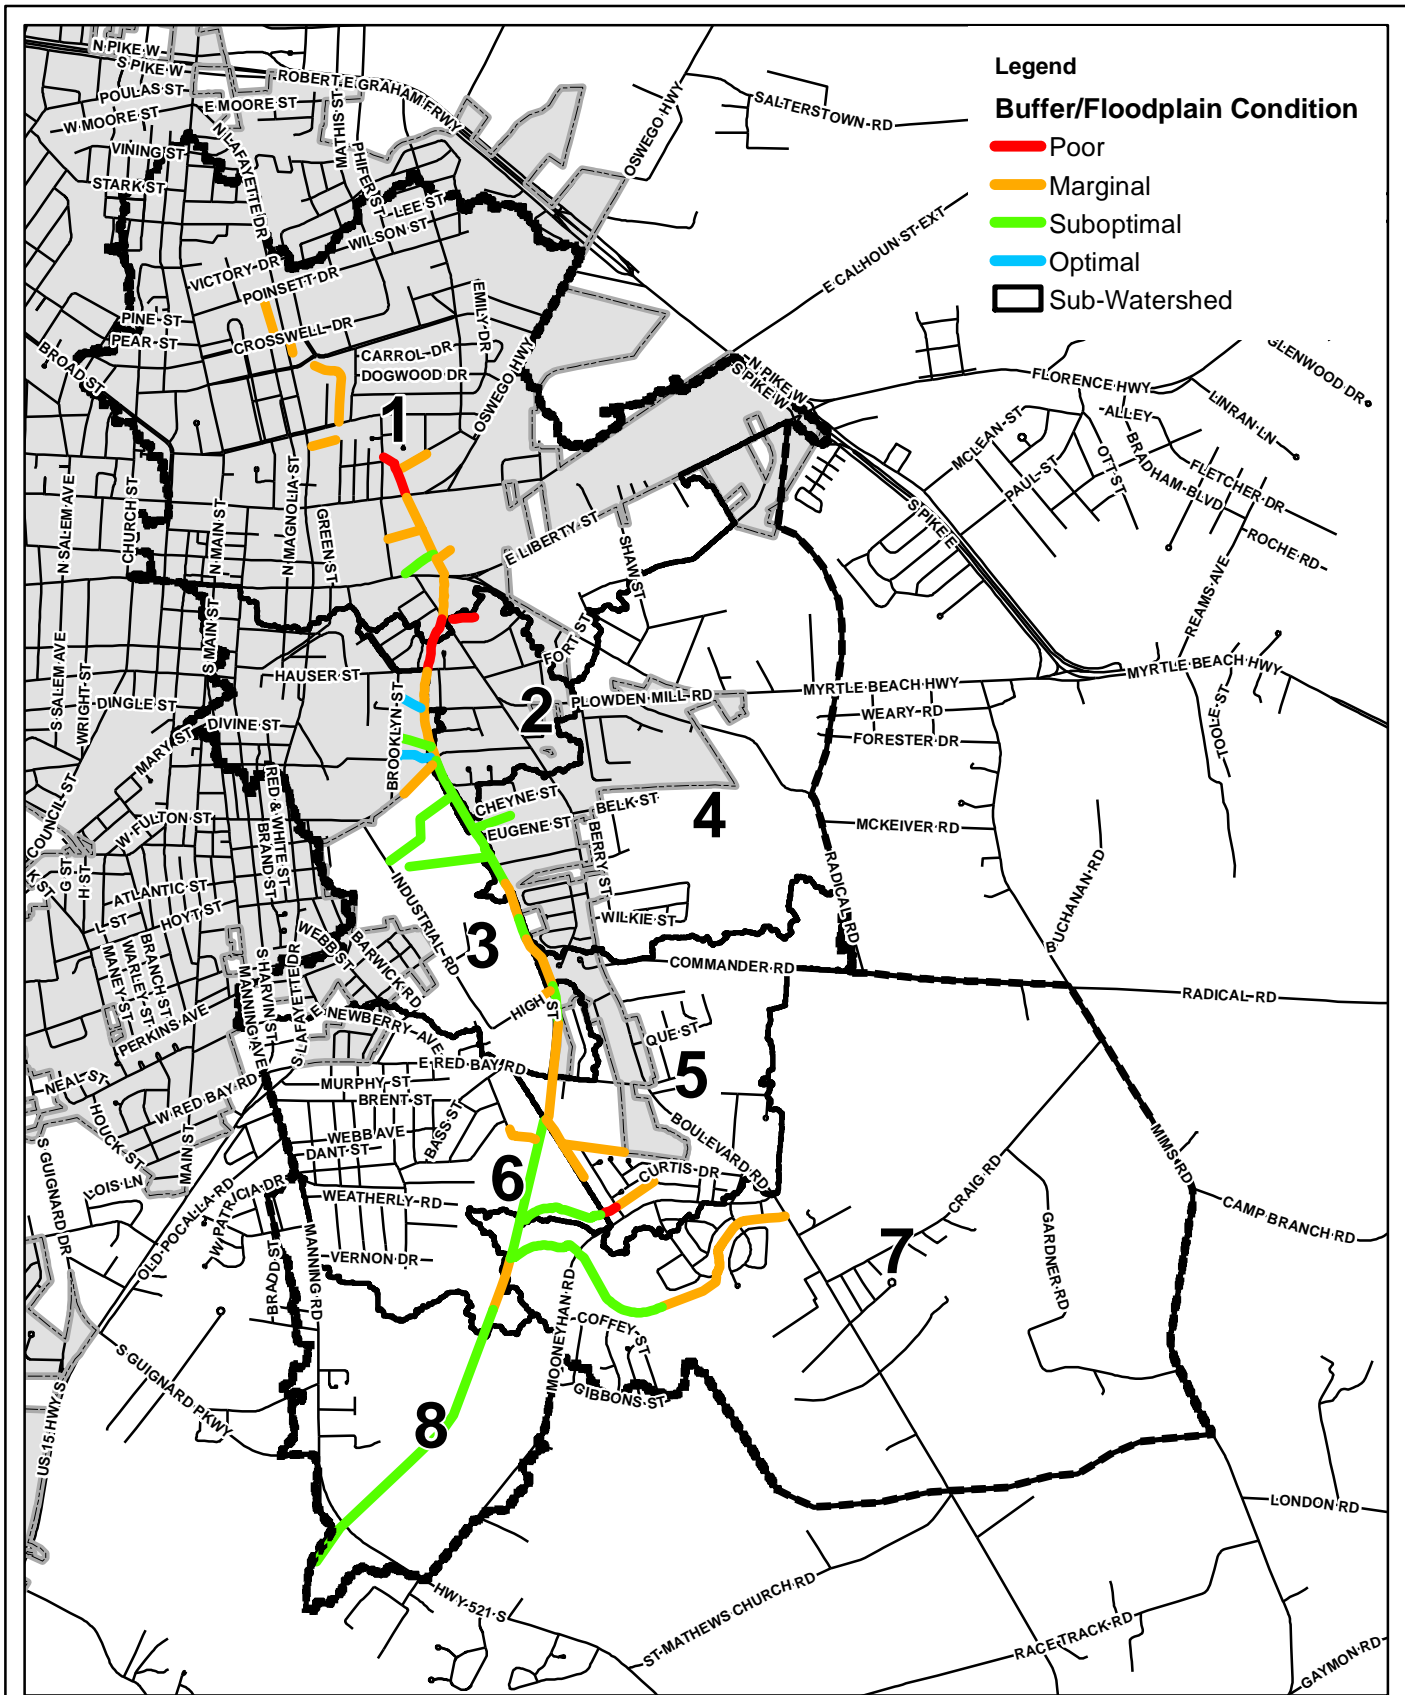 Legend
Buffer/Floodplain Condition
Poor
Marginal
Suboptimal
Optimal
Sub-Watershed
N PIKE W
S PIKE W
POULAS ST
E MOORE ST
W MOORE ST
ROBERT E GRAHAM FRWY
MATHIS ST
N LAFAYETTE DR
VINING ST
PHIFER ST
STARK ST
LEE ST
WILSON ST
OSWEGO HWY
SALTERSTOWN RD
E CALHOUN ST EXT
VICTORY DR
POINSETT DR
EMILY DR
PINE ST
PEAR ST
CROSSWELL DR
CARROL DR
DOGWOOD DR
BROAD ST
OSWEGO HWY
N PIKE W
S PIKE W
FLORENCE HWY
GLENWOOD DR
LINRAN LN
ALLEY
MCLEAN ST
OTT ST
BRADHAM BLVD
FLETCHER DR
PAUL ST
ROCHE RD
1
N SALEM AVE
CHURCH ST
N MAIN ST
N MAGNOLIA ST
GREEN ST
E LIBERTY ST
SHAW ST
S PIKE E
REAMS AVE
S SALEM AVE
WRIGHT ST
S MAIN ST
HAUSER ST
FORT ST
DINGLE ST
DIVINE ST
MARY ST
BROOKLYN ST
2
PLOWDEN MILL RD
MYRTLE BEACH HWY
MYRTLE BEACH HWY
WEARY RD
FORESTER DR
TOOLE ST
COUNCIL ST
W FULTON ST
RED & WHITE ST
BRAND ST
CHEYNE ST
EUGENE ST
BELK ST
BERRY ST
4
MCKEIVER RD
RADICAL RD
BUCHANAN RD
K ST
G ST
H ST
ATLANTIC ST
HOYT ST
L ST
INDUSTRIAL RD
WILKIE ST
BRANCH ST
WARLEY ST
MANEY ST
WEBB ST
BARWICK RD
3
COMMANDER RD
RADICAL RD
S HARVIN ST
MANNING AVE
S LAFAYETTE DR
PERKINS AVE
E NEWBERRY AVE
HIGH ST
QUE ST
E RED BAY RD
5
NEAL ST
HOUCK ST
W RED BAY RD
MURPHY ST
BRENT ST
WEBB AVE
DANT ST
BASS ST
BOULEVARD RD
MIMS RD
S GUIGNARD DR
MAIN ST
LOIS LN
OLD POCALLA RD
W PATRICIA DR
WEATHERLY RD
6
CURTIS DR
CRAIG RD
CAMP BRANCH RD
GARDNER RD
7
BRADD ST
MANNING RD
VERNON DR
MOONEYHAN RD
COFFEY ST
GIBBONS ST
S GUIGNARD PKWY
US 15 HWY S
8
LONDON RD
HWY 521 S
ST MATHEWS CHURCH RD
RACE TRACK RD
GAYMON RD